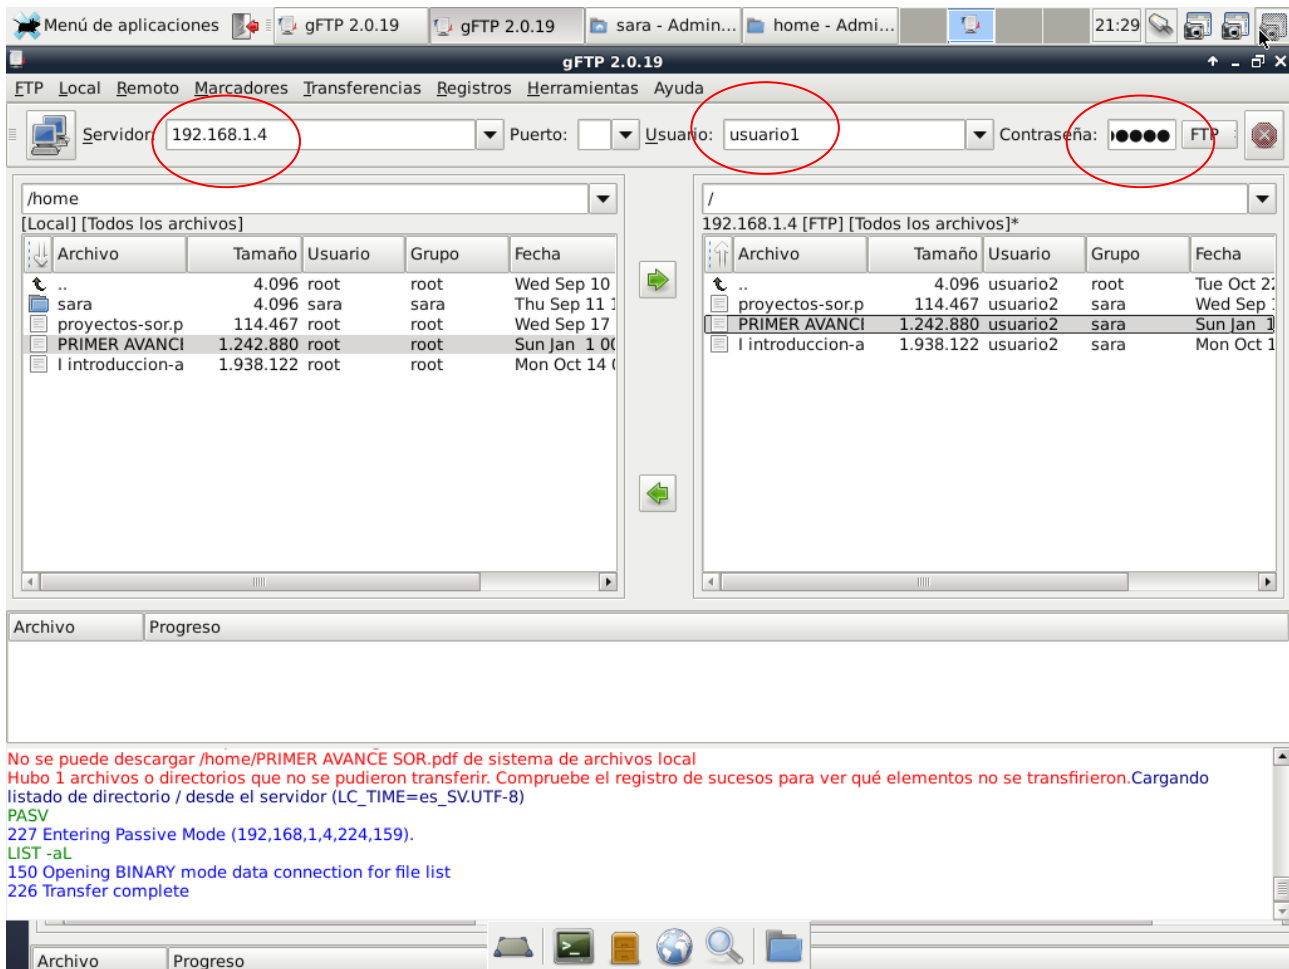 Menú de aplicaciones gFTP 2.0.19 gFTP 2.0.19 sara - Admin... home - Admi... 21:29
gFTP 2.0.19
FTP Local Remoto Marcadores Transferencias Registros Herramientas Ayuda
Servidor: 192.168.1.4 Puerto: Usuario: usuario1 Contraseña: FTP
/home
[Local] [Todos los archivos]
Archivo Tamaño Usuario Grupo Fecha
.. 4.096 root root Wed Sep 10
sara 4.096 sara sara Thu Sep 11
proyectos-sor.p 114.467 root root Wed Sep 17
PRIMER AVANCE 1.242.880 root root Sun Jan 1 00
I introduccion-a 1.938.122 root root Mon Oct 14
/
192.168.1.4 [FTP] [Todos los archivos]*
Archivo Tamaño Usuario Grupo Fecha
.. 4.096 usuario2 root Tue Oct 22
proyectos-sor.p 114.467 usuario2 sara Wed Sep
PRIMER AVANCE 1.242.880 usuario2 sara Sun Jan 1
I introduccion-a 1.938.122 usuario2 sara Mon Oct 1
Archivo Progreso
No se puede descargar /home/PRIMER AVANCE SOR.pdf de sistema de archivos local
Hubo 1 archivos o directorios que no se pudieron transferir. Compruebe el registro de sucesos para ver qué elementos no se transfirieron.Cargando
listado de directorio / desde el servidor (LC_TIME=es_SV.UTF-8)
PASV
227 Entering Passive Mode (192,168,1,4,224,159).
LIST -aL
150 Opening BINARY mode data connection for file list
226 Transfer complete
Archivo Progreso